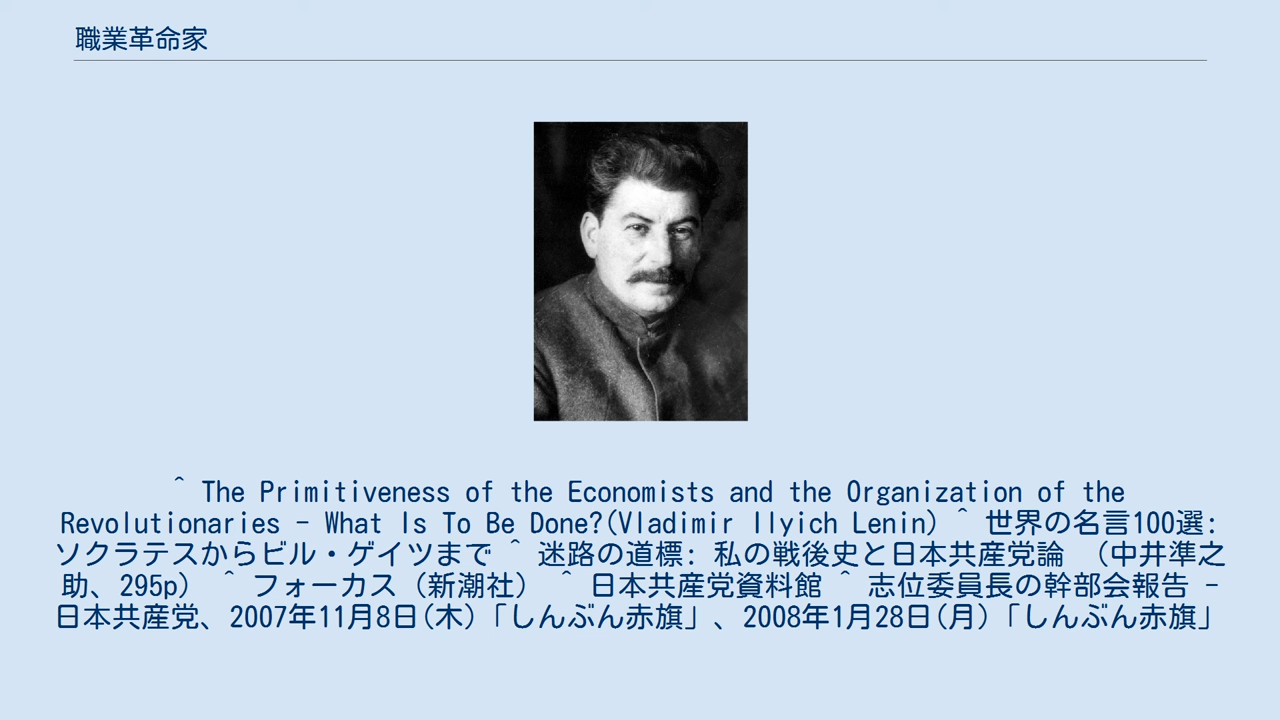 職業革命家
^ The Primitiveness of the Economists and the Organization of the
Revolutionaries - What Is To Be Done?(Vladimir Ilyich Lenin) ^ 世界の名言100選:
ソクラテスからビル・ゲイツまで ^ 迷路の道標: 私の戦後史と日本共産党論 （中井準之
助、295p） ^ フォーカス（新潮社） ^ 日本共産党資料館 ^ 志位委員長の幹部会報告 -
日本共産党、2007年11月8日(木)「しんぶん赤旗」、2008年1月28日(月)「しんぶん赤旗」